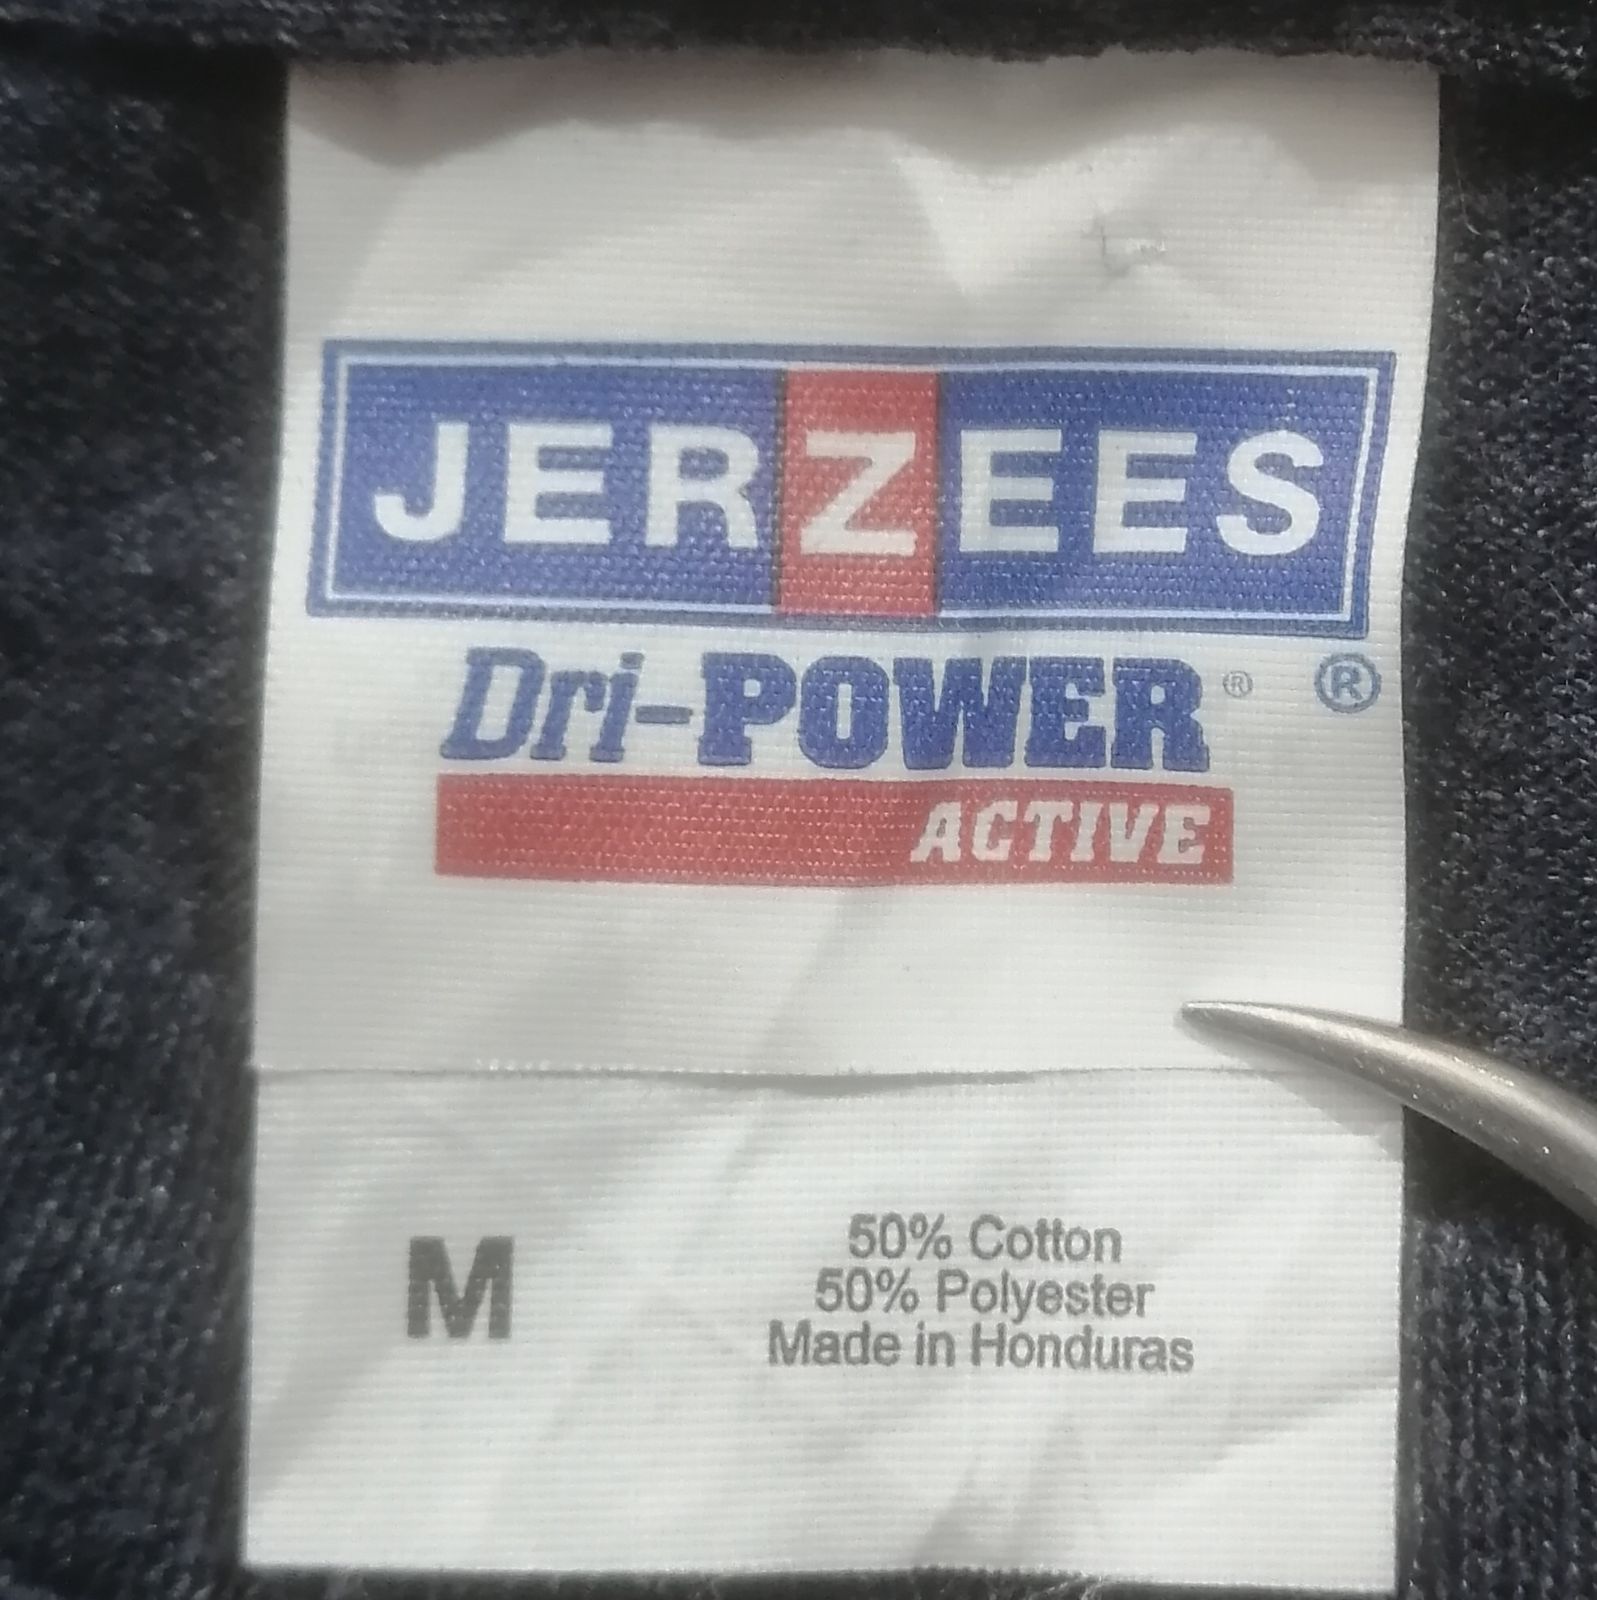 JERZEES
Dri-POWER® ®
ACTIVE
M
50% Cotton
50% Polyester
Made in Honduras